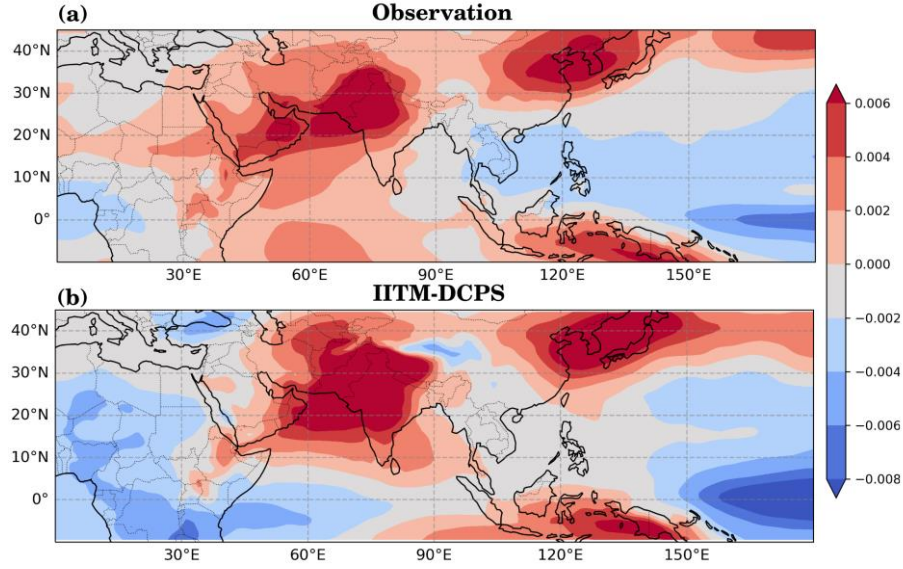 (a) Observation
40°N
30°N
20°N
10°N
0°
30°E 60°E 90°E 120°E 150°E
(b) IITM-DCPS
40°N
30°N
20°N
10°N
0°
30°E 60°E 90°E 120°E 150°E
0.006
0.004
0.002
0.000
−0.002
−0.004
−0.006
−0.008